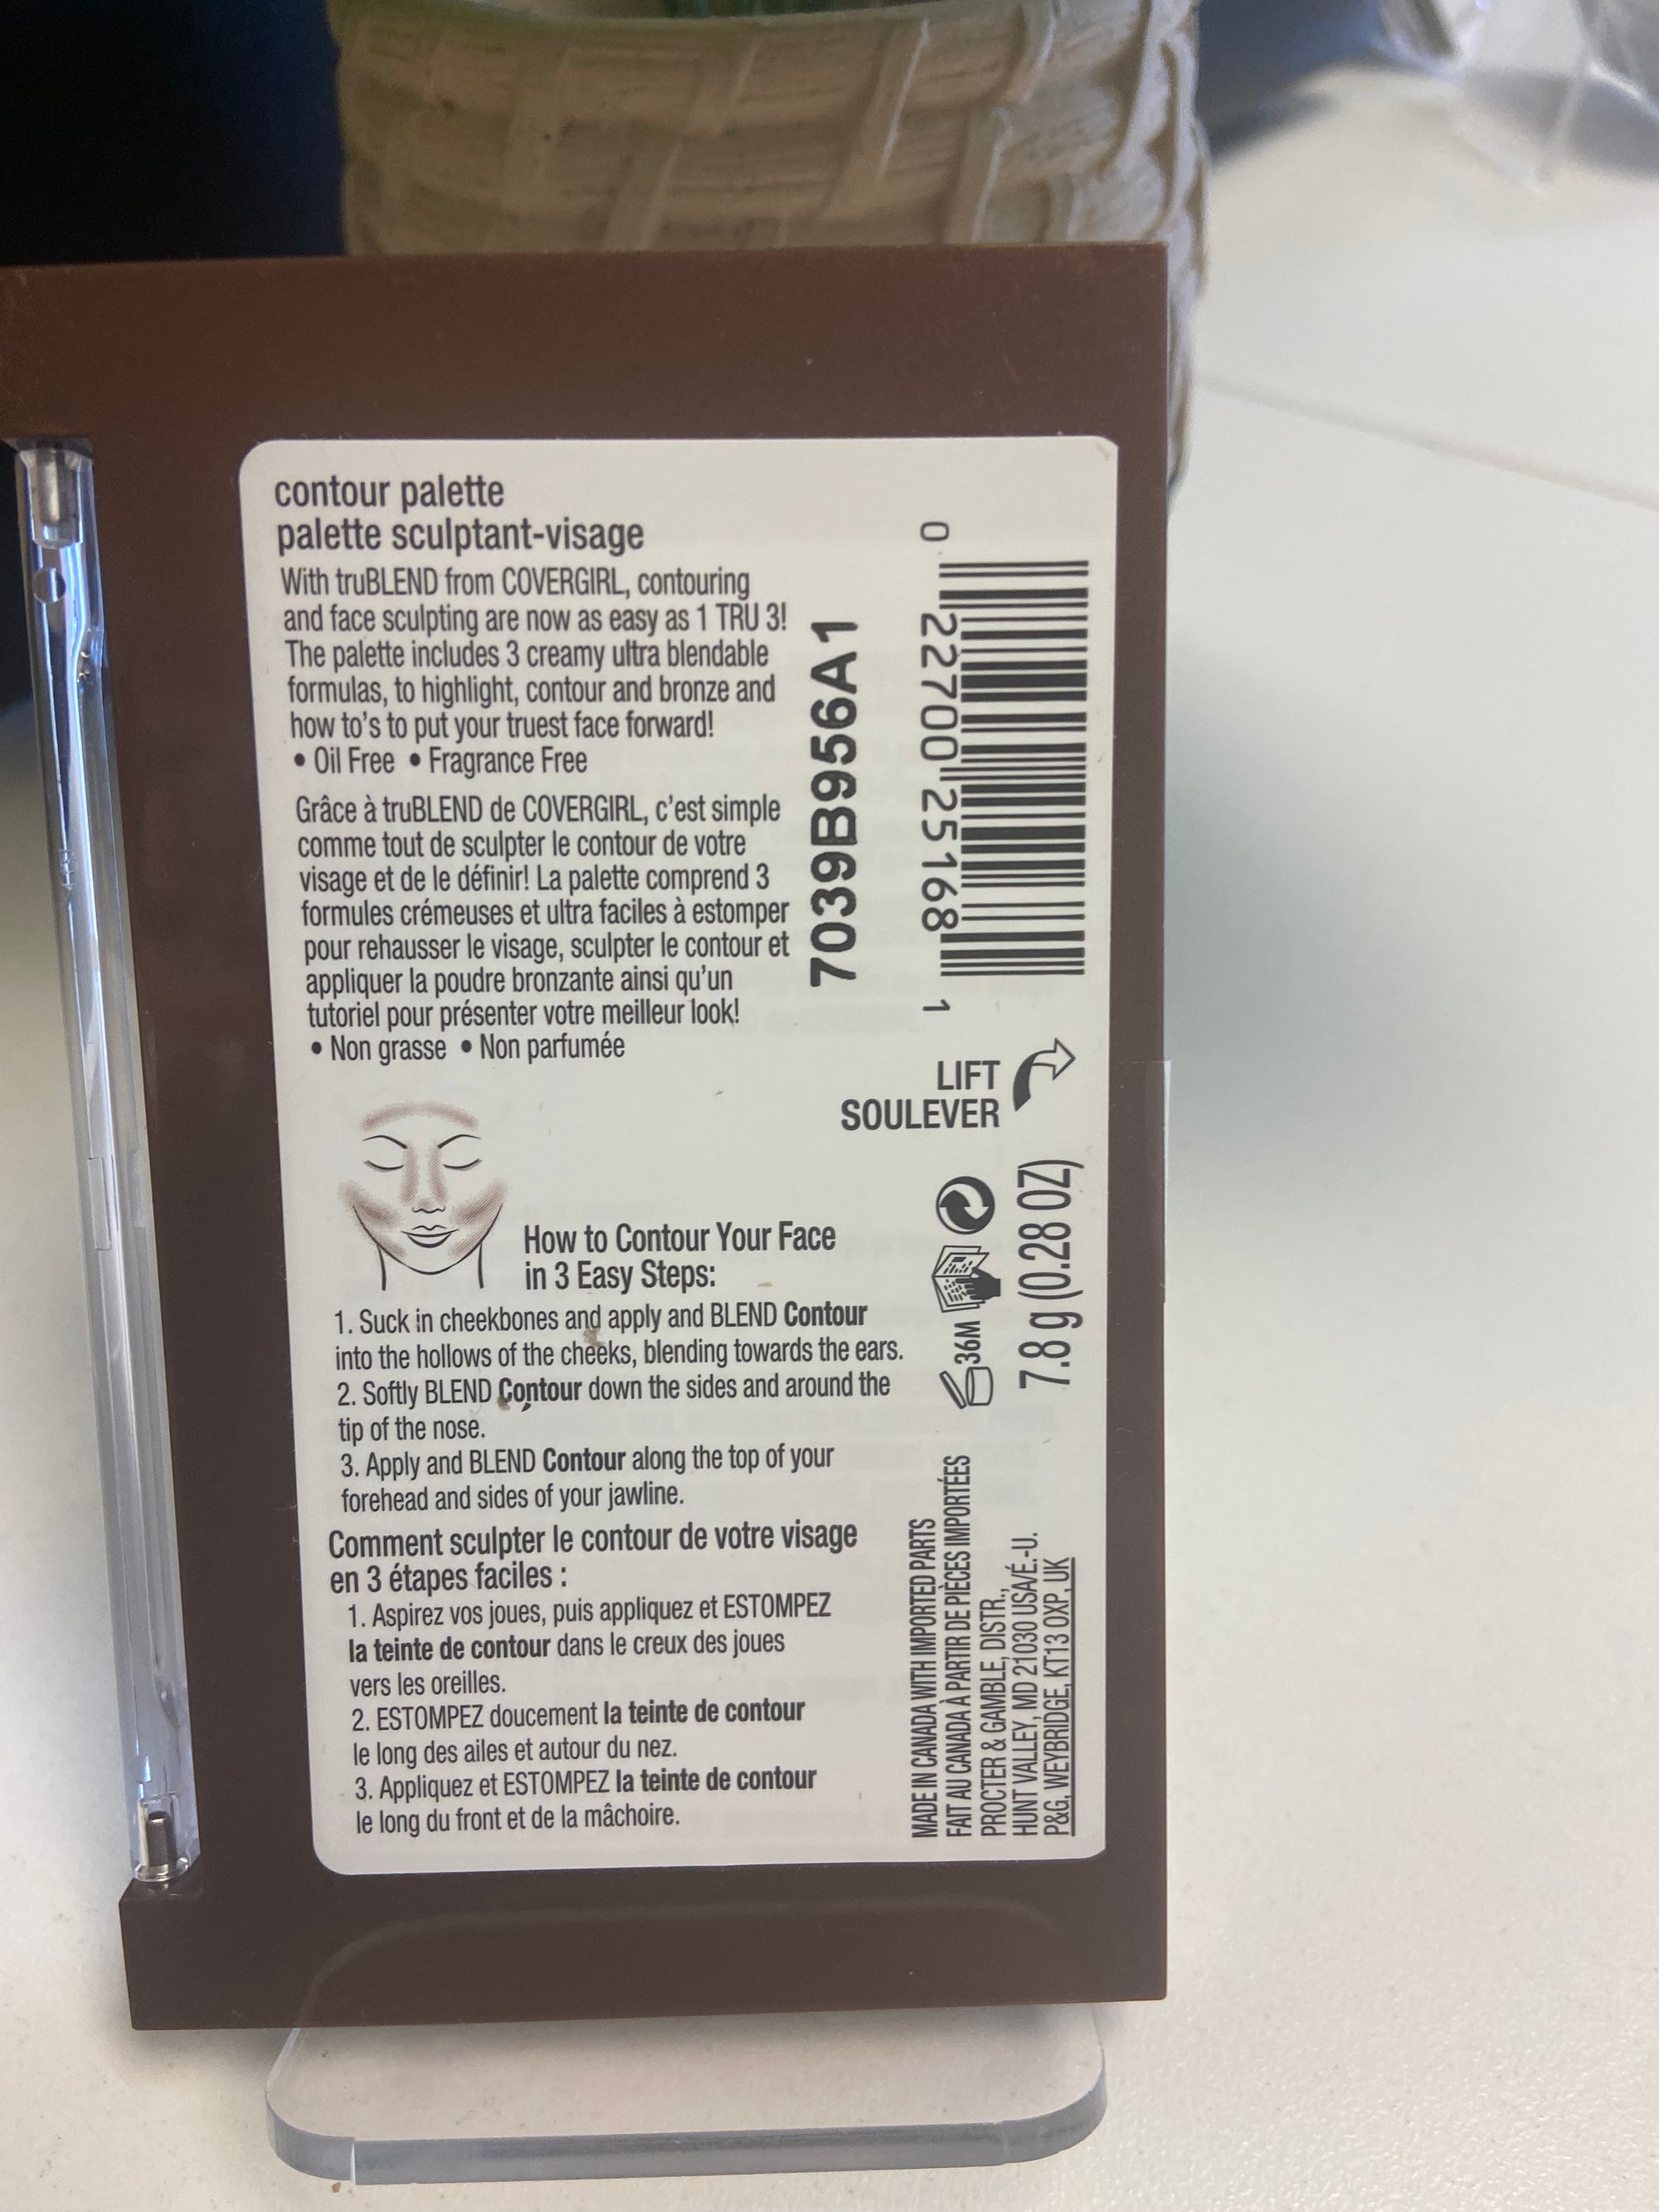 contour palette
palette sculptant-visage
With truBLEND from COVERGIRL, contouring
and face sculpting are now as easy as 1 TRU 3!
The palette includes 3 creamy ultra blendable
formulas, to highlight, contour and bronze and
how to's to put your truest face forward!
• Oil Free • Fragrance Free
Grâce à truBLEND de COVERGIRL, c'est simple
comme tout de sculpter le contour de votre
visage et de le définir! La palette comprend 3
formules crémeuses et ultra faciles à estomper
pour rehausser le visage, sculpter le contour et
appliquer la poudre bronzante ainsi qu'un
tutoriel pour présenter votre meilleur look!
• Non grasse • Non parfumée
How to Contour Your Face
in 3 Easy Steps:
1. Suck in cheekbones and apply and BLEND Contour
into the hollows of the cheeks, blending towards the ears.
2. Softly BLEND Contour down the sides and around the
tip of the nose.
3. Apply and BLEND Contour along the top of your
forehead and sides of your jawline.
Comment sculpter le contour de votre visage
en 3 étapes faciles :
1. Aspirez vos joues, puis appliquez et ESTOMPEZ
la teinte de contour dans le creux des joues
vers les oreilles.
2. ESTOMPEZ doucement la teinte de contour
le long des ailes et autour du nez.
3. Appliquez et ESTOMPEZ la teinte de contour
le long du front et de la mâchoire.
7039B956A1
0 22700 25168 1
LIFT
SOULEVER
36M
7.8 g (0.28 OZ)
MADE IN CANADA WITH IMPORTED PARTS
FAIT AU CANADA À PARTIR DE PIÈCES IMPORTÉES
PROCTER & GAMBLE, DISTR.,
HUNT VALLEY, MD 21030 USA/É.-U.
P&G, WEYBRIDGE, KT13 0XP, UK